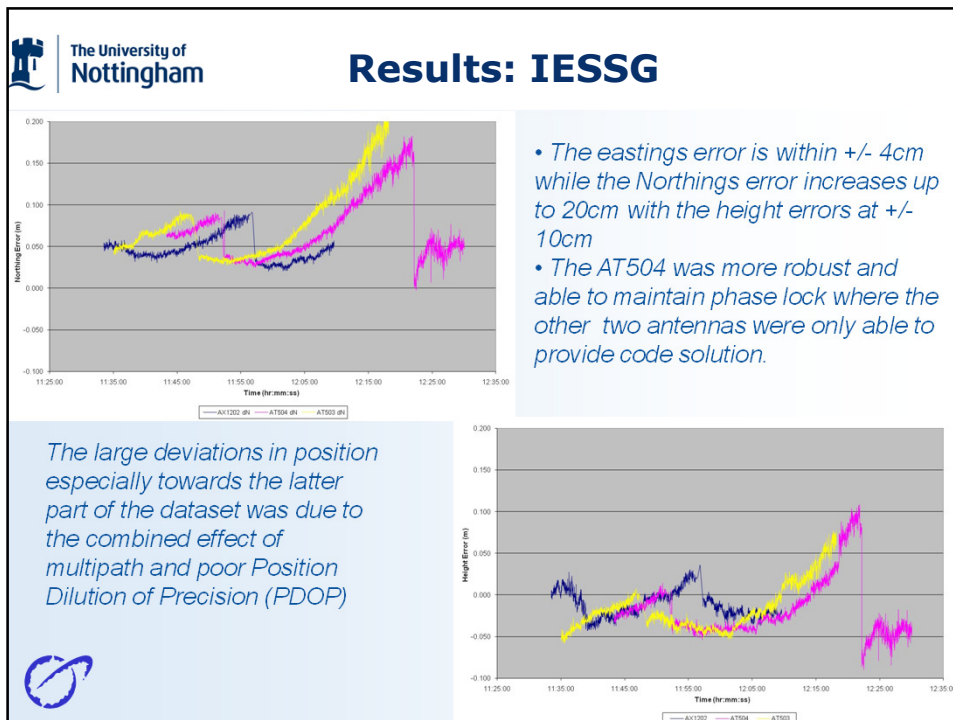 The University of
Nottingham
Results: IESSG
0.200
0.150
0.100
0.050
0.000
-0.050
-0.100
Northing Error (m)
11:25:00 11:35:00 11:45:00 11:55:00 12:05:00 12:15:00 12:25:00 12:35:00
Time (hr:mm:ss)
AX1202 dN AT504 dN AT503 dN
• The eastings error is within +/- 4cm
while the Northings error increases up
to 20cm with the height errors at +/-
10cm
• The AT504 was more robust and
able to maintain phase lock where the
other two antennas were only able to
provide code solution.
The large deviations in position
especially towards the latter
part of the dataset was due to
the combined effect of
multipath and poor Position
Dilution of Precision (PDOP)
0.200
0.150
0.100
0.050
0.000
-0.050
-0.100
Height Error (m)
11:25:00 11:35:00 11:45:00 11:55:00 12:05:00 12:15:00 12:25:00 12:35:00
Time (hr:mm:ss)
AX1202 AT504 AT503